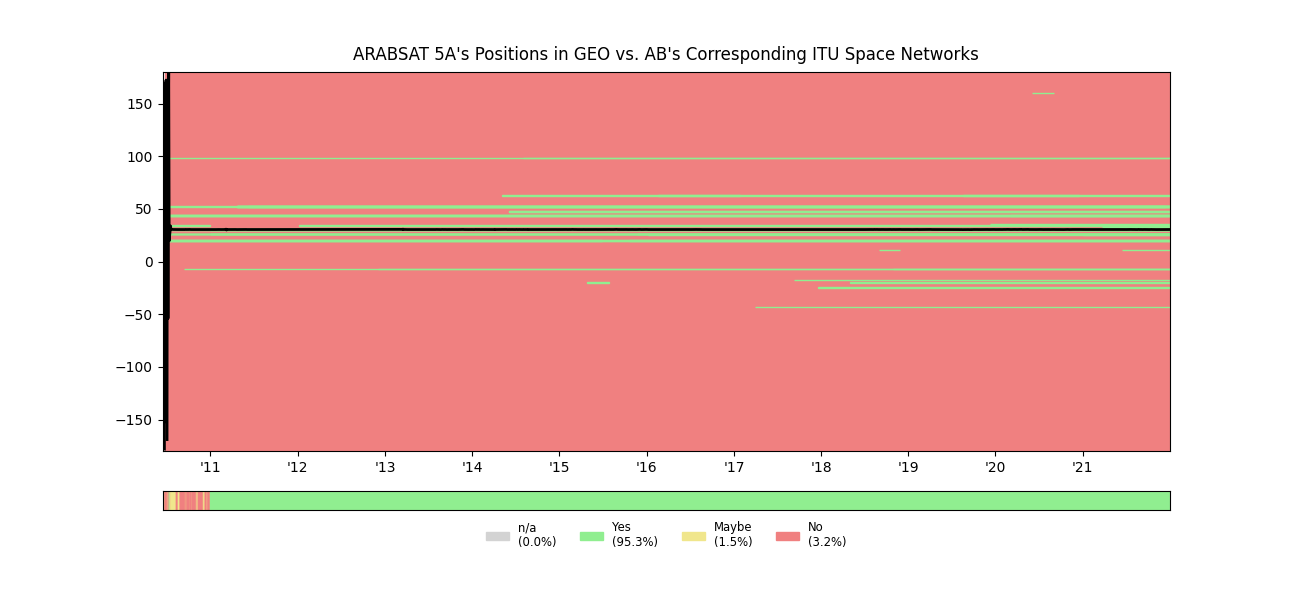 ARABSAT 5A's Positions in GEO vs. AB's Corresponding ITU Space Networks
150
100
50
0
−50
−100
−150
'11 '12 '13 '14 '15 '16 '17 '18 '19 '20 '21
n/a Yes Maybe No
(0.0%) (95.3%) (1.5%) (3.2%)